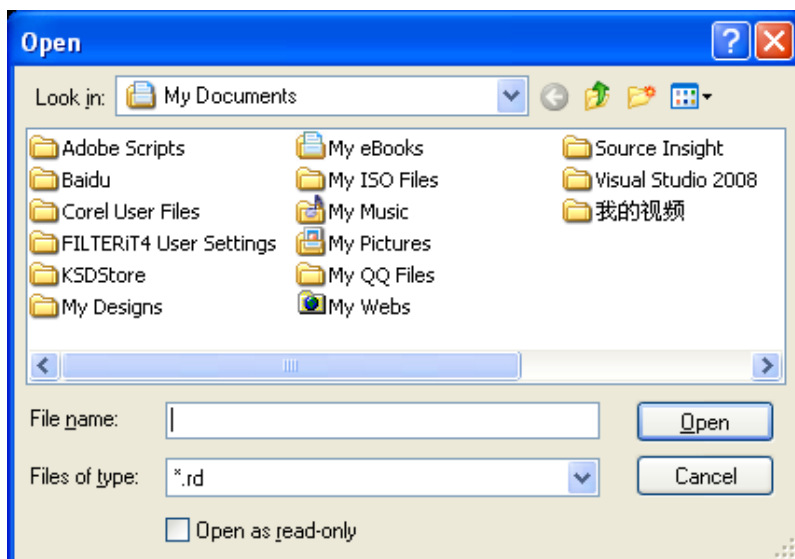 Open
Look in: My Documents
Adobe Scripts
Baidu
Corel User Files
FILTERiT4 User Settings
KSDStore
My Designs
My eBooks
My ISO Files
My Music
My Pictures
My QQ Files
My Webs
Source Insight
Visual Studio 2008
我的视频
File name:
Open
Files of type: *.rd
Cancel
Open as read-only